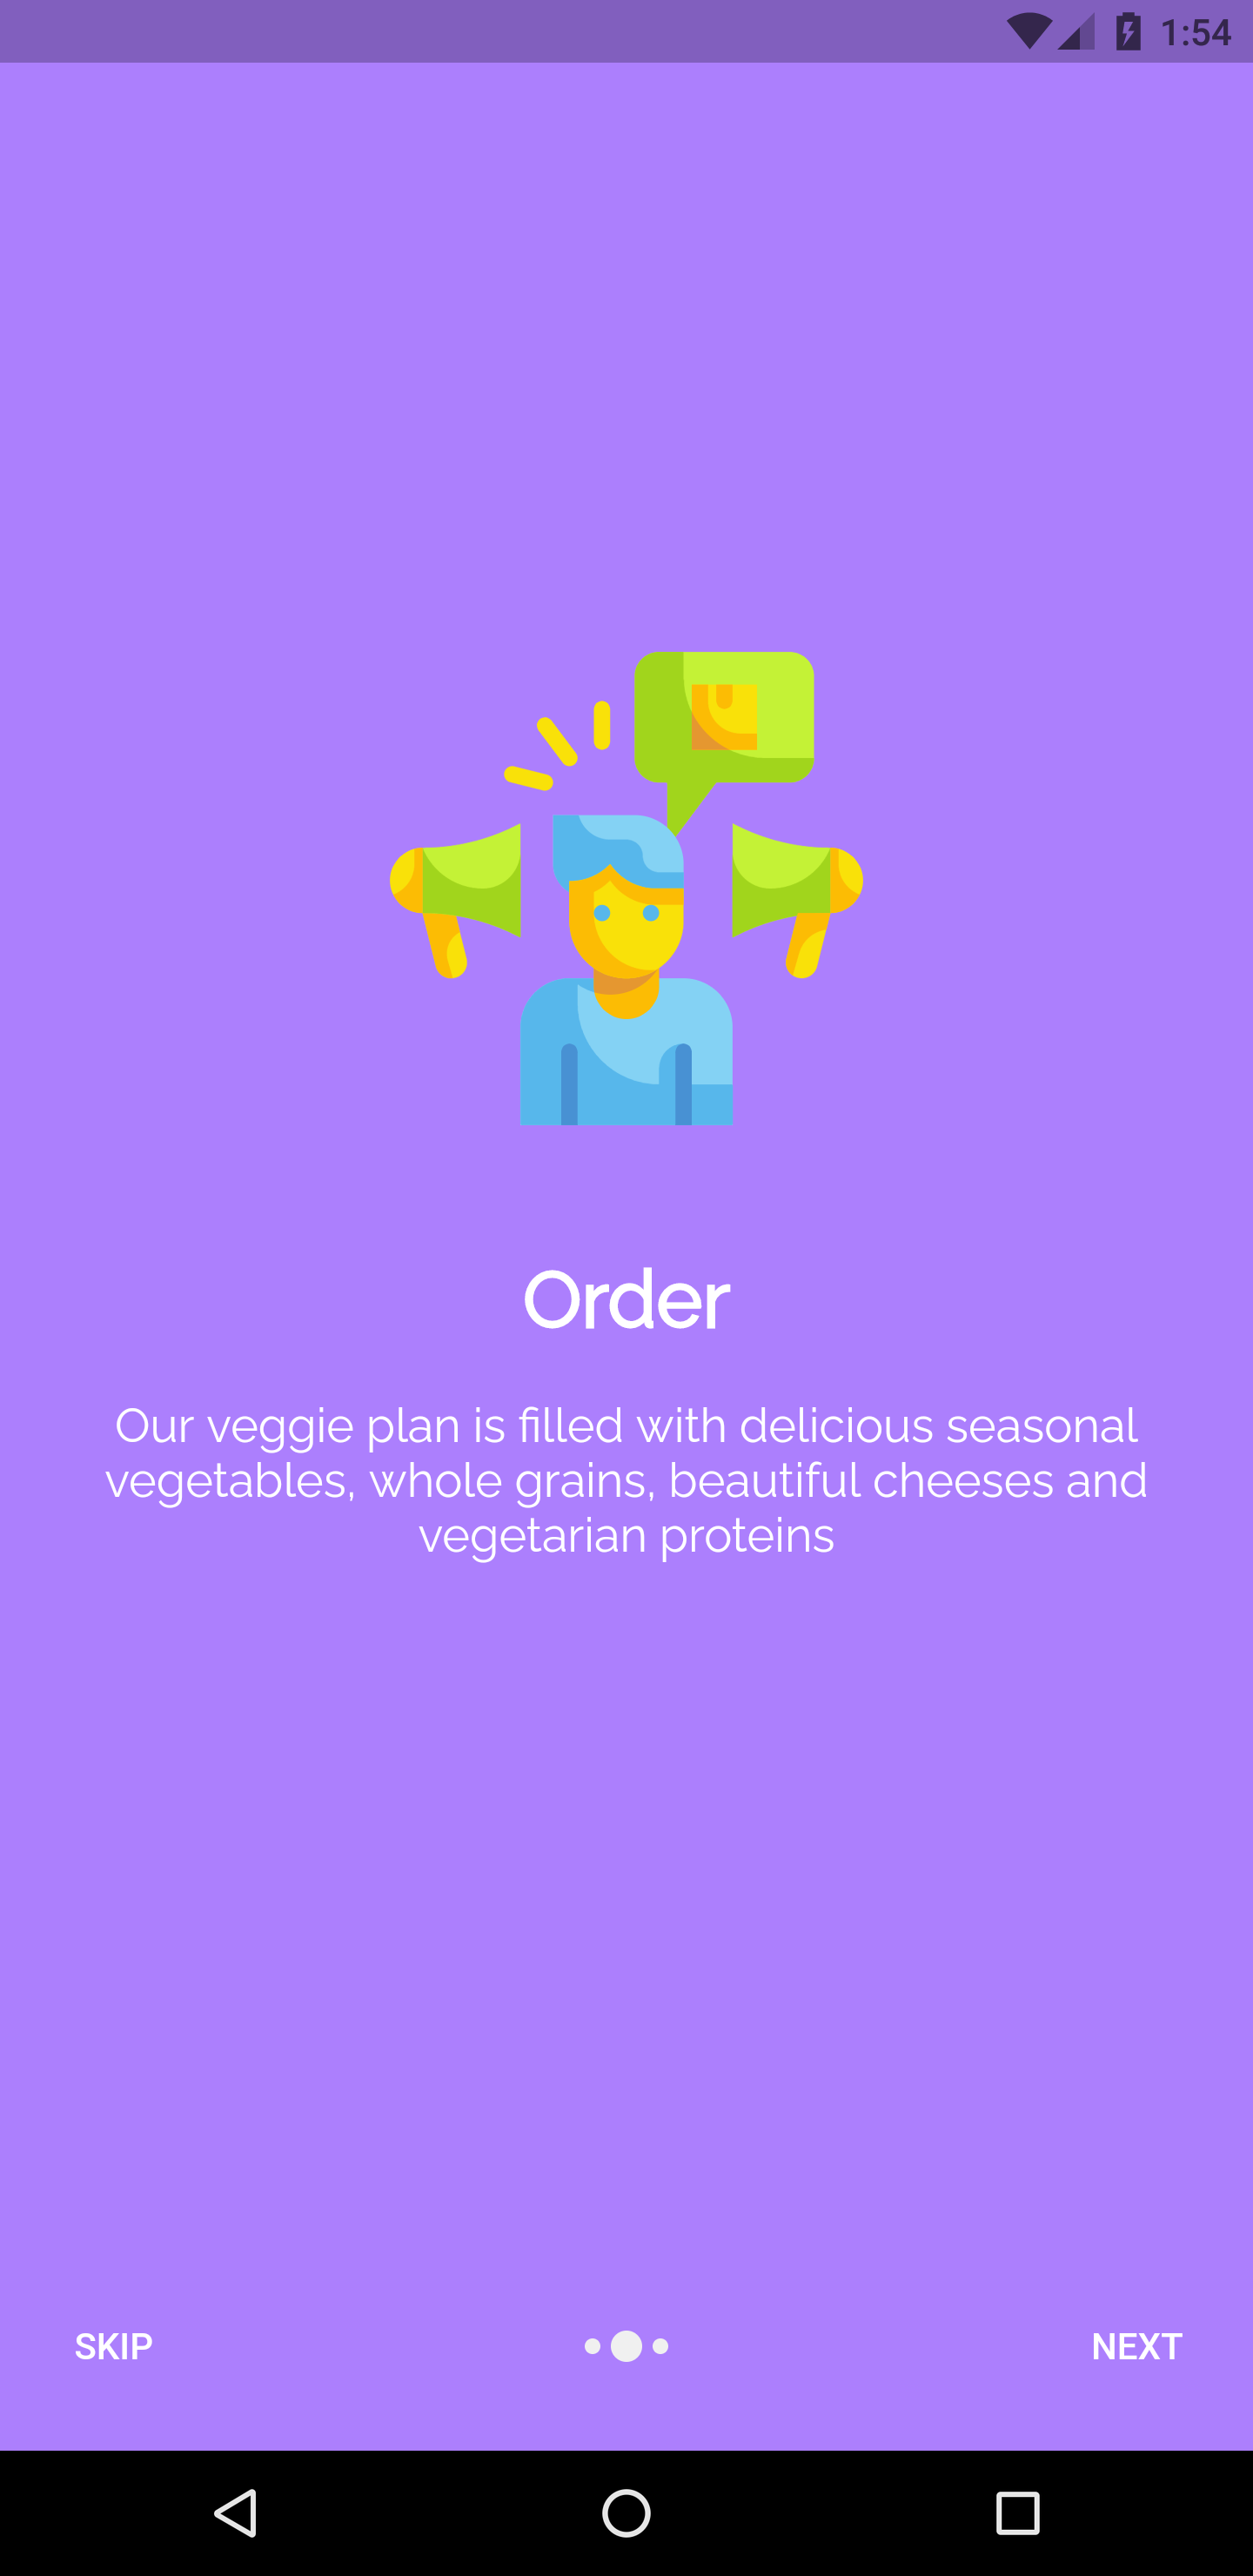 1:54
Order
Our veggie plan is filled with delicious seasonal
vegetables, whole grains, beautiful cheeses and
vegetarian proteins
SKIP
NEXT